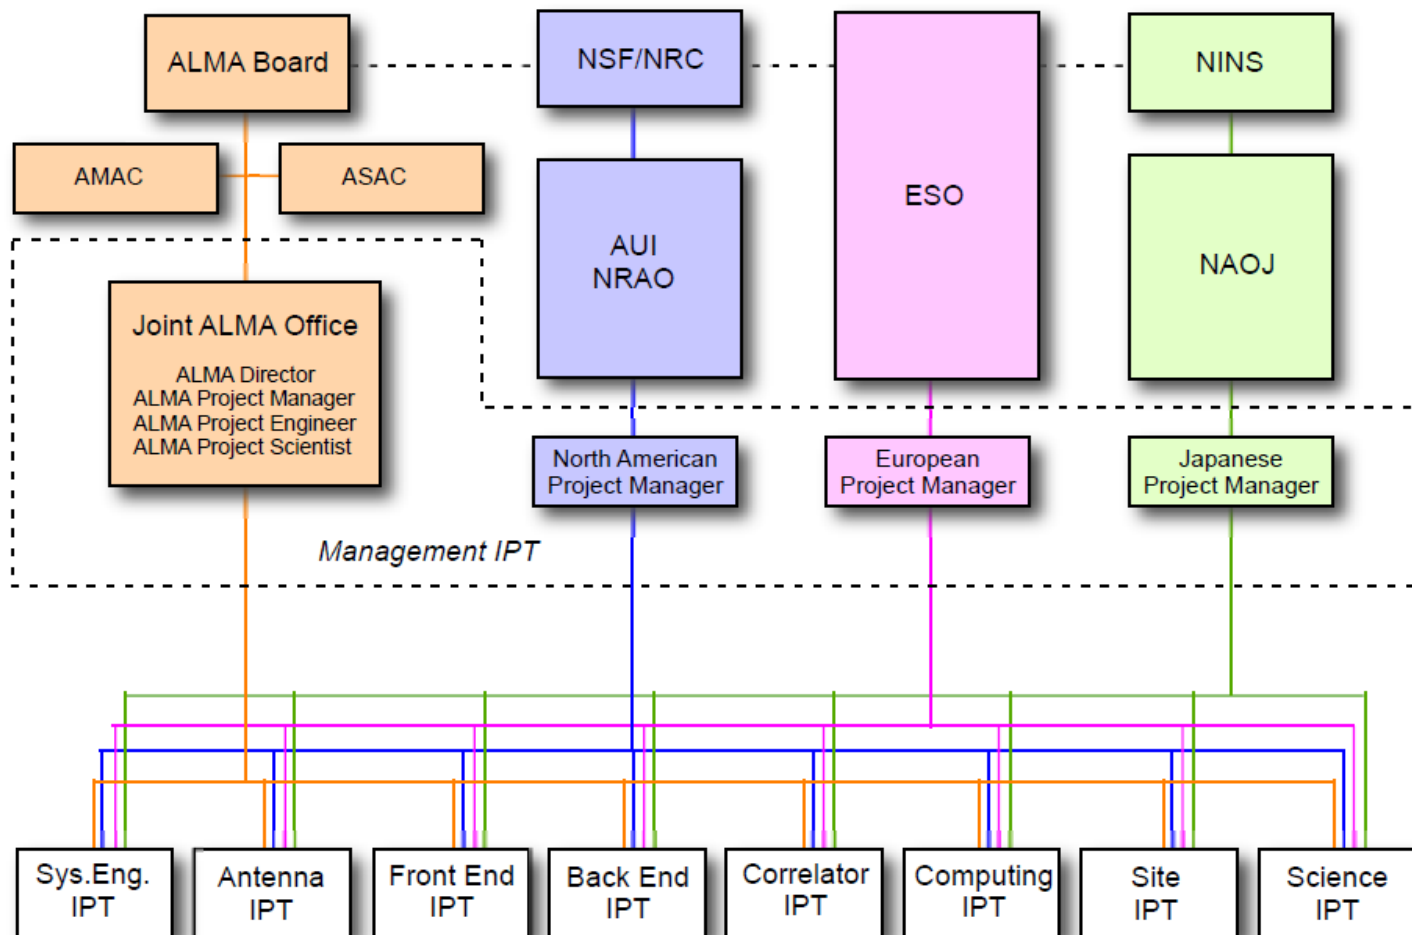 ALMA Board
NSF/NRC
NINS
AMAC
ASAC
ESO
AUI
NRAO
NAOJ
Joint ALMA Office
ALMA Director
ALMA Project Manager
ALMA Project Engineer
ALMA Project Scientist
North American
Project Manager
European
Project Manager
Japanese
Project Manager
Management IPT
Sys.Eng.
IPT
Antenna
IPT
Front End
IPT
Back End
IPT
Correlator
IPT
Computing
IPT
Site
IPT
Science
IPT